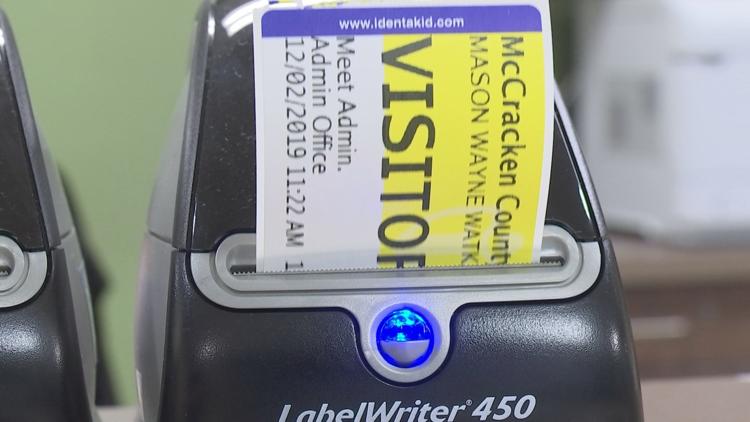 www.identakid.com
McCracken County
MASON WAYNE WATK
VISITOR
Meet Admin.
Admin Office
12/02/2019 11:22 AM 1
LabelWriter® 450